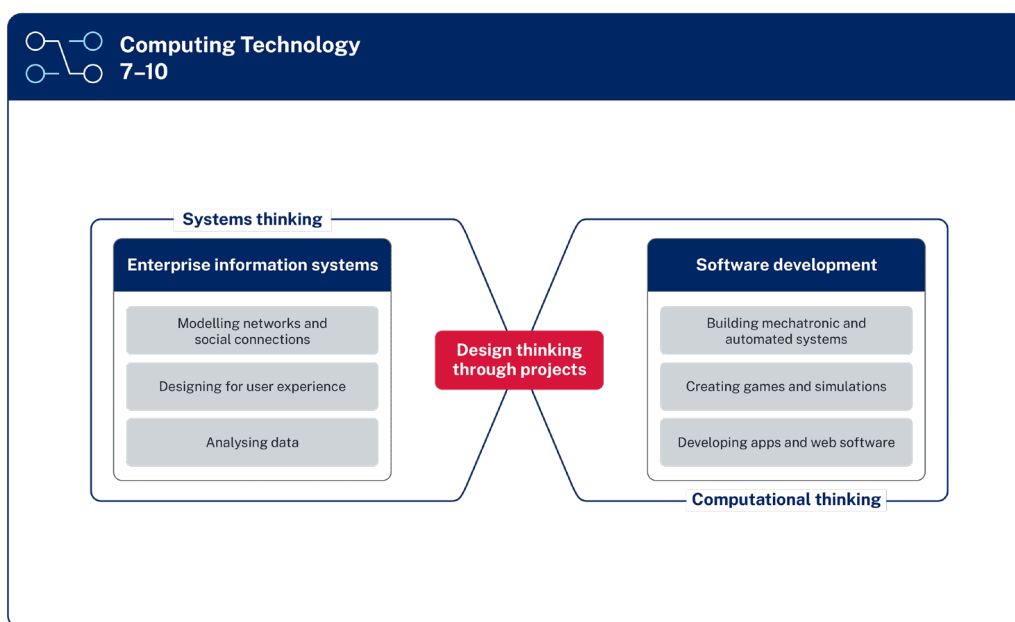 Computing Technology
7–10
Systems thinking
Enterprise information systems
Modelling networks and
social connections
Designing for user experience
Analysing data
Design thinking
through projects
Software development
Building mechatronic and
automated systems
Creating games and simulations
Developing apps and web software
Computational thinking